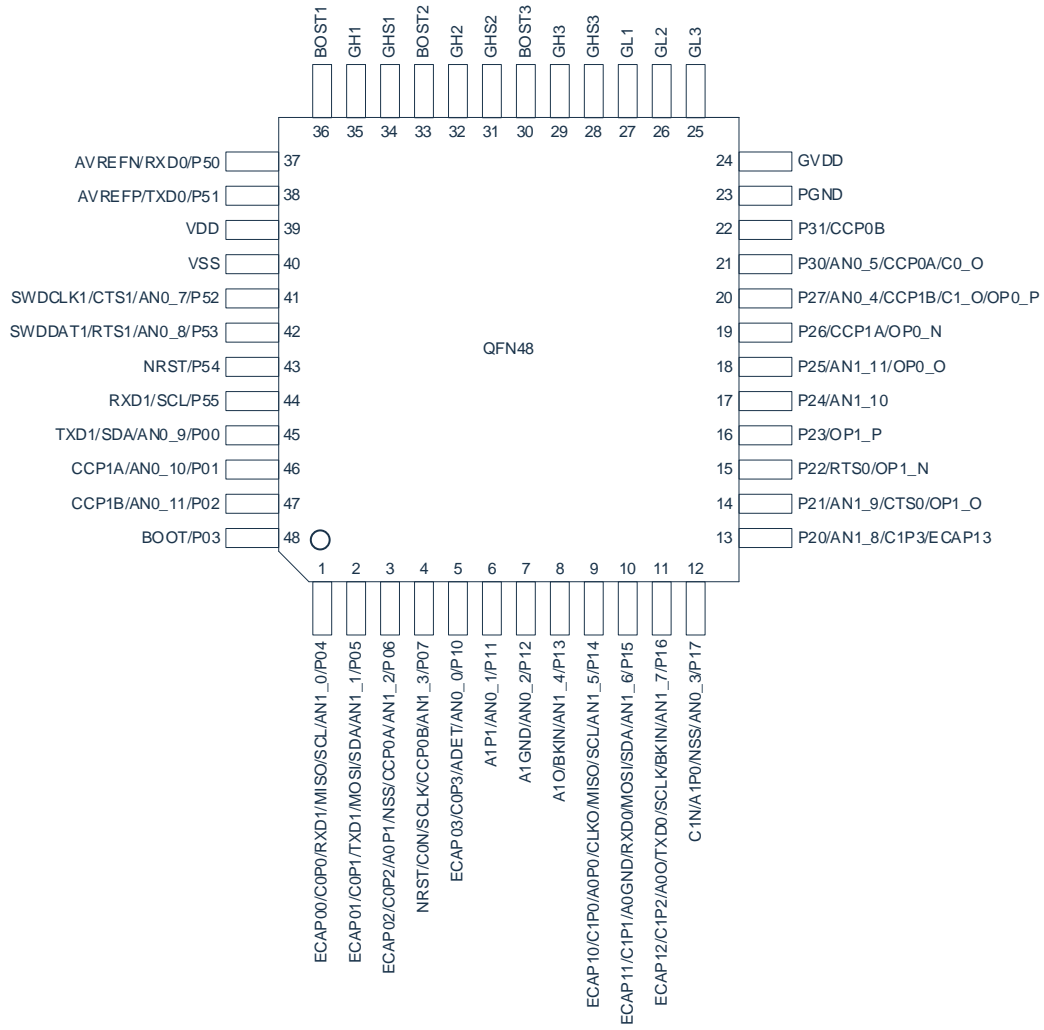 BOST1
GH1
GHS1
BOST2
GH2
GHS2
BOST3
GH3
GHS3
GL1
GL2
GL3
36
35
34
33
32
31
30
29
28
27
26
25
AVREFN/RXD0/P50
37
AVREFP/TXD0/P51
38
VDD
39
VSS
40
SWDCLK1/CTS1/AN0_7/P52
41
SWDDAT1/RTS1/AN0_8/P53
42
NRST/P54
43
RXD1/SCL/P55
44
TXD1/SDA/AN0_9/P00
45
CCP1A/AN0_10/P01
46
CCP1B/AN0_11/P02
47
BOOT/P03
48
QFN48
24
GVDD
23
PGND
22
P31/CCP0B
21
P30/AN0_5/CCP0A/C0_O
20
P27/AN0_4/CCP1B/C1_O/OP0_P
19
P26/CCP1A/OP0_N
18
P25/AN1_11/OP0_O
17
P24/AN1_10
16
P23/OP1_P
15
P22/RTS0/OP1_N
14
P21/AN1_9/CTS0/OP1_O
13
P20/AN1_8/C1P3/ECAP13
1
2
3
4
5
6
7
8
9
10
11
12
ECAP00/C0P0/RXD1/MISO/SCL/AN1_0/P04
ECAP01/C0P1/TXD1/MOSI/SDA/AN1_1/P05
ECAP02/C0P2/A0P1/NSS/CCP0A/AN1_2/P06
NRST/C0N/SCLK/CCP0B/AN1_3/P07
ECAP03/C0P3/ADET/AN0_0/P10
A1P1/AN0_1/P11
A1GND/AN0_2/P12
A1O/BKIN/AN1_4/P13
ECAP10/C1P0/A0P0/CLKO/MISO/SCL/AN1_5/P14
ECAP11/C1P1/A0GND/RXD0/MOSI/SDA/AN1_6/P15
ECAP12/C1P2/A0O/TXD0/SCLK/BKIN/AN1_7/P16
C1N/A1P0/NSS/AN0_3/P17